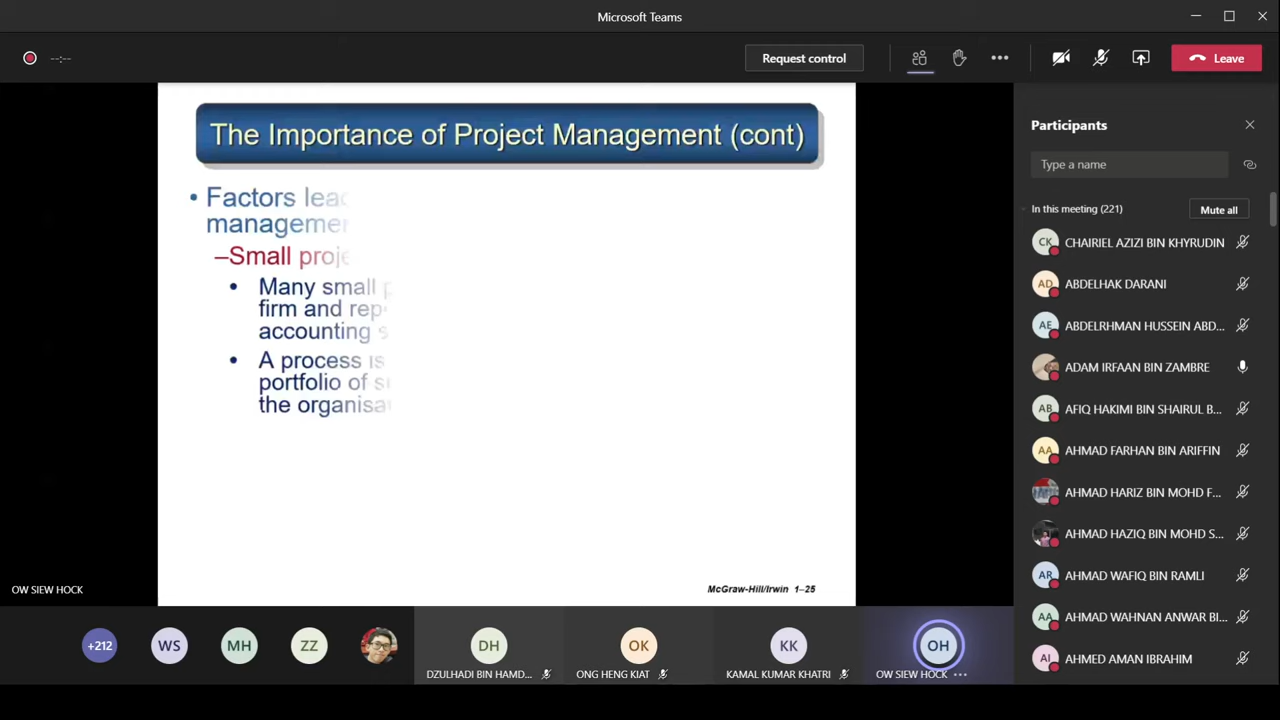 Microsoft Teams
--:--
Request control
Leave
The Importance of Project Management (cont)
• Factors lea
managemen
–Small proje
• Many small
firm and rep
accounting
• A process is
portfolio of s
the organisa
McGraw-Hill/Irwin 1–25
OW SIEW HOCK
Participants
Type a name
In this meeting (221)
Mute all
CK CHAIRIEL AZIZI BIN KHYRUDIN
AD ABDELHAK DARANI
AE ABDELRHMAN HUSSEIN ABD...
ADAM IRFAAN BIN ZAMBRE
AB AFIQ HAKIMI BIN SHAIRUL B...
AA AHMAD FARHAN BIN ARIFFIN
AHMAD HARIZ BIN MOHD F...
AHMAD HAZIQ BIN MOHD S...
AR AHMAD WAFIQ BIN RAMLI
AA AHMAD WAHNAN ANWAR BI...
AI AHMED AMAN IBRAHIM
+212 WS MH ZZ DH OK KK OH
DZULHADI BIN HAMD... ONG HENG KIAT KAMAL KUMAR KHATRI OW SIEW HOCK